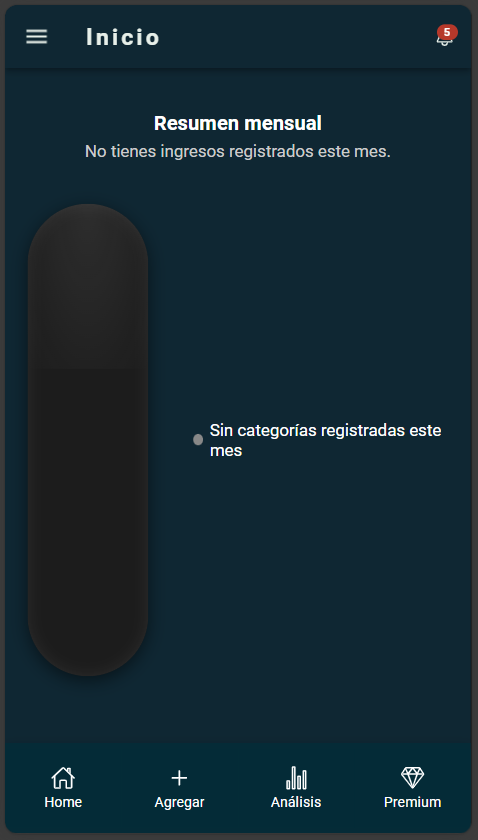 Inicio
5
Resumen mensual
No tienes ingresos registrados este mes.
Sin categorías registradas este
mes
Home
Agregar
Análisis
Premium